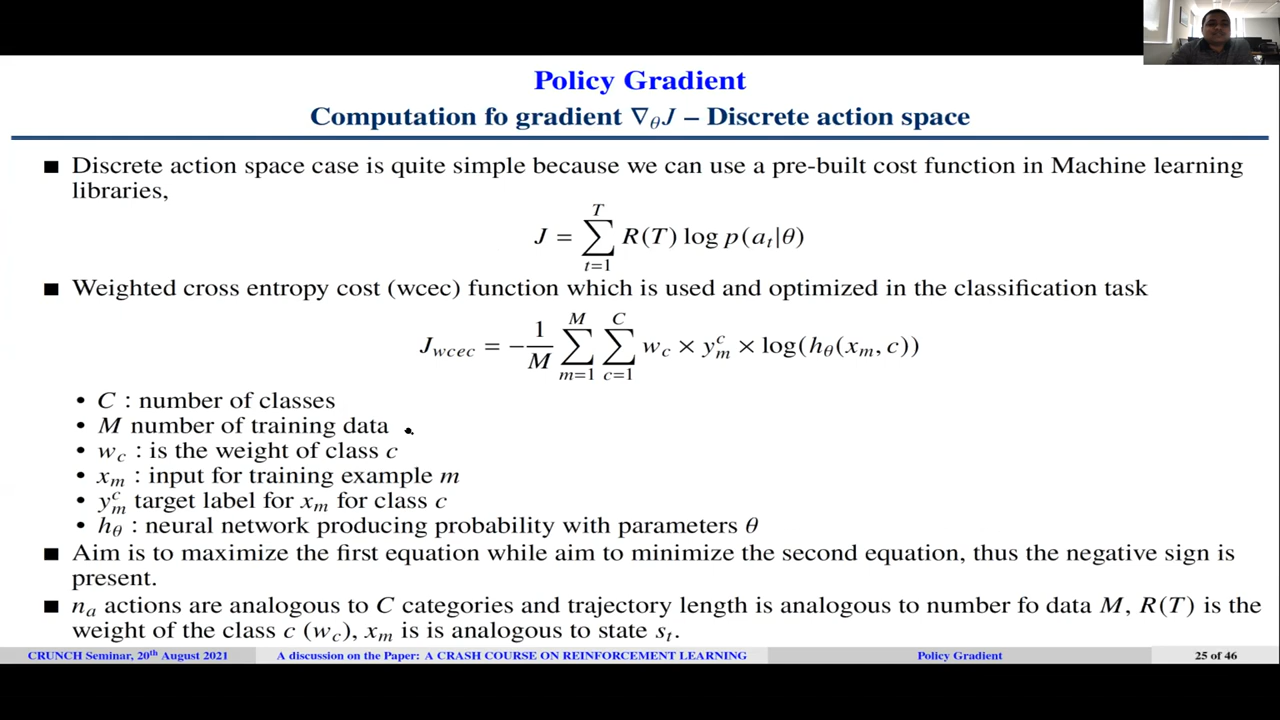 Policy Gradient
Computation fo gradient ∇θJ – Discrete action space
■ Discrete action space case is quite simple because we can use a pre-built cost function in Machine learning
libraries,
J = ∑_{t=1}^{T} R(T) log p(a_t|θ)
■ Weighted cross entropy cost (wcec) function which is used and optimized in the classification task
J_{wcec} = −\frac{1}{M} ∑_{m=1}^{M} ∑_{c=1}^{C} w_c × y_m^c × log(h_θ(x_m, c))
• C : number of classes
• M number of training data
• w_c : is the weight of class c
• x_m : input for training example m
• y_m^c target label for x_m for class c
• h_θ : neural network producing probability with parameters θ
■ Aim is to maximize the first equation while aim to minimize the second equation, thus the negative sign is
present.
■ n_a actions are analogous to C categories and trajectory length is analogous to number fo data M, R(T) is the
weight of the class c (w_c), x_m is is analogous to state s_t.
CRUNCH Seminar, 20th August 2021 A discussion on the Paper: A CRASH COURSE ON REINFORCEMENT LEARNING Policy Gradient 25 of 46